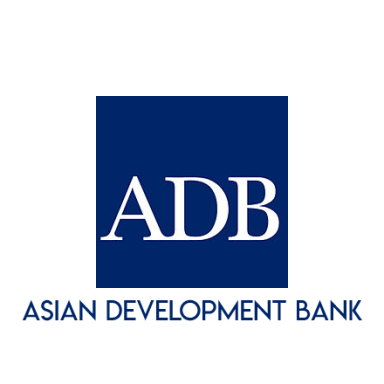 ADB
ASIAN DEVELOPMENT BANK